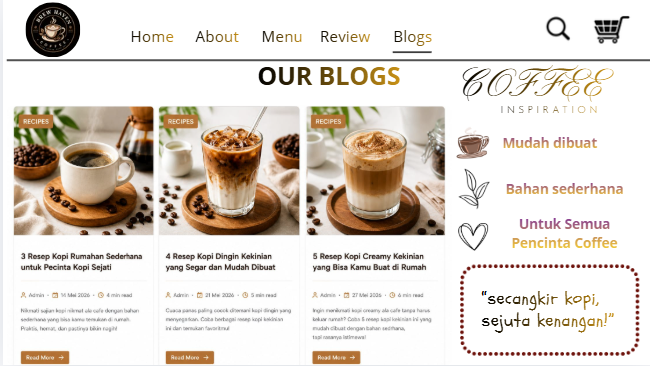 BREW HAVEN
COFFEE
Home About Menu Review Blogs
OUR BLOGS
RECIPES
3 Resep Kopi Rumahan Sederhana
untuk Pecinta Kopi Sejati
Admin • 14 Mei 2026 • 4 min read
Nikmati sajian kopi nikmat ala cafe dengan bahan
sederhana yang bisa kamu temukan di rumah.
Praktis, hemat, dan pastinya bikin nagih!
Read More →
RECIPES
4 Resep Kopi Dingin Kekinian
yang Segar dan Mudah Dibuat
Admin • 21 Mei 2026 • 5 min read
Cuaca panas paling cocok ditemani kopi dingin yang
menyegarkan. Coba berbagai resep kopi kekinian
ini dan temukan favoritmu!
Read More →
RECIPES
5 Resep Kopi Creamy Kekinian
yang Bisa Kamu Buat di Rumah
Admin • 27 Mei 2026 • 6 min read
Ingin menikmati kopi creamy ala cafe tanpa harus
keluar rumah? Coba 5 resep kopi kekinian yang
mudah dibuat dengan bahan sederhana,
tapi rasanya istimewa!
Read More →
COFFEE
INSPIRATION
Mudah dibuat
Bahan sederhana
Untuk Semua
Pencinta Coffee
“secangkir kopi,
sejuta kenangan!”